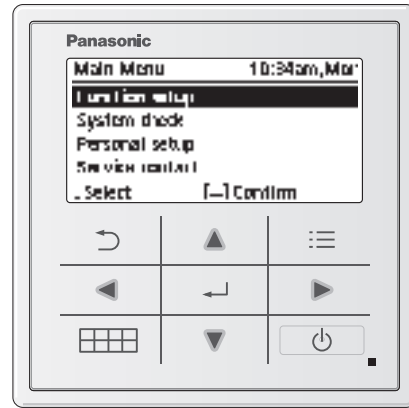 Panasonic
Main Menu 10:34am,Mon
Function setup
System check
Personal setup
Service contact
Select [ ] Confirm